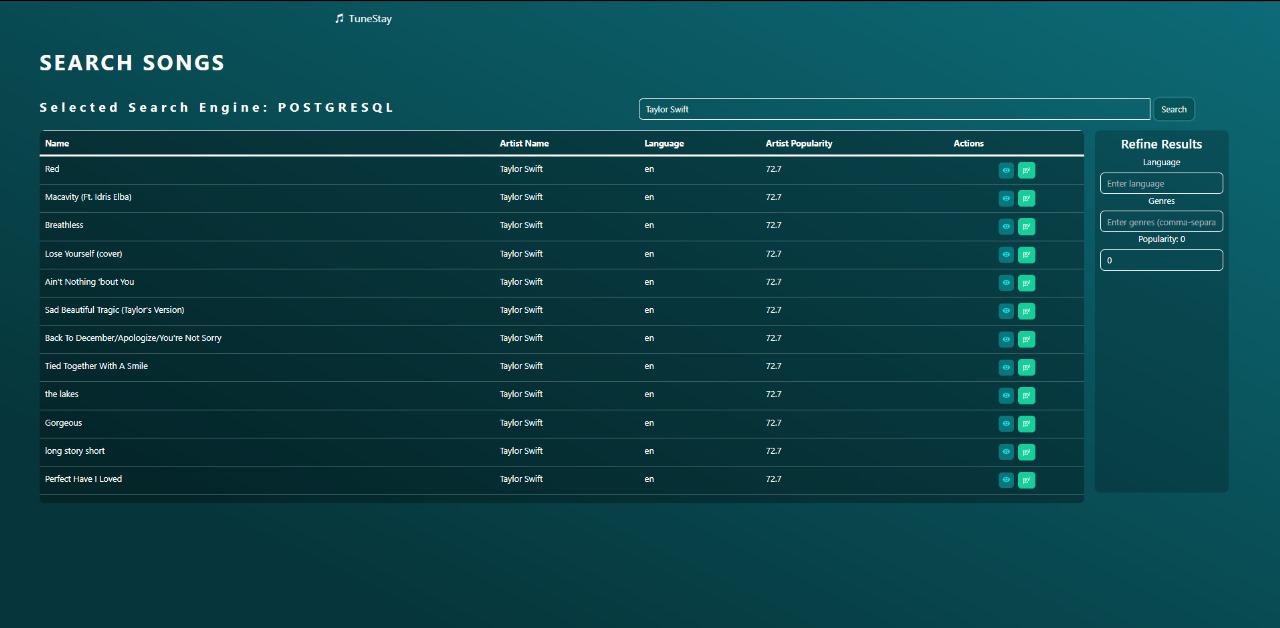 TuneStay
SEARCH SONGS
Selected Search Engine: POSTGRESQL
Taylor Swift
Search
Name Artist Name Language Artist Popularity Actions
Red Taylor Swift en 72.7
Macavity (Ft. Idris Elba) Taylor Swift en 72.7
Breathless Taylor Swift en 72.7
Lose Yourself (cover) Taylor Swift en 72.7
Ain't Nothing 'bout You Taylor Swift en 72.7
Sad Beautiful Tragic (Taylor's Version) Taylor Swift en 72.7
Back To December/Apologize/You're Not Sorry Taylor Swift en 72.7
Tied Together With A Smile Taylor Swift en 72.7
the lakes Taylor Swift en 72.7
Gorgeous Taylor Swift en 72.7
long story short Taylor Swift en 72.7
Perfect Have I Loved Taylor Swift en 72.7
Refine Results
Language
Enter language
Genres
Enter genres (comma-separa
Popularity: 0
0